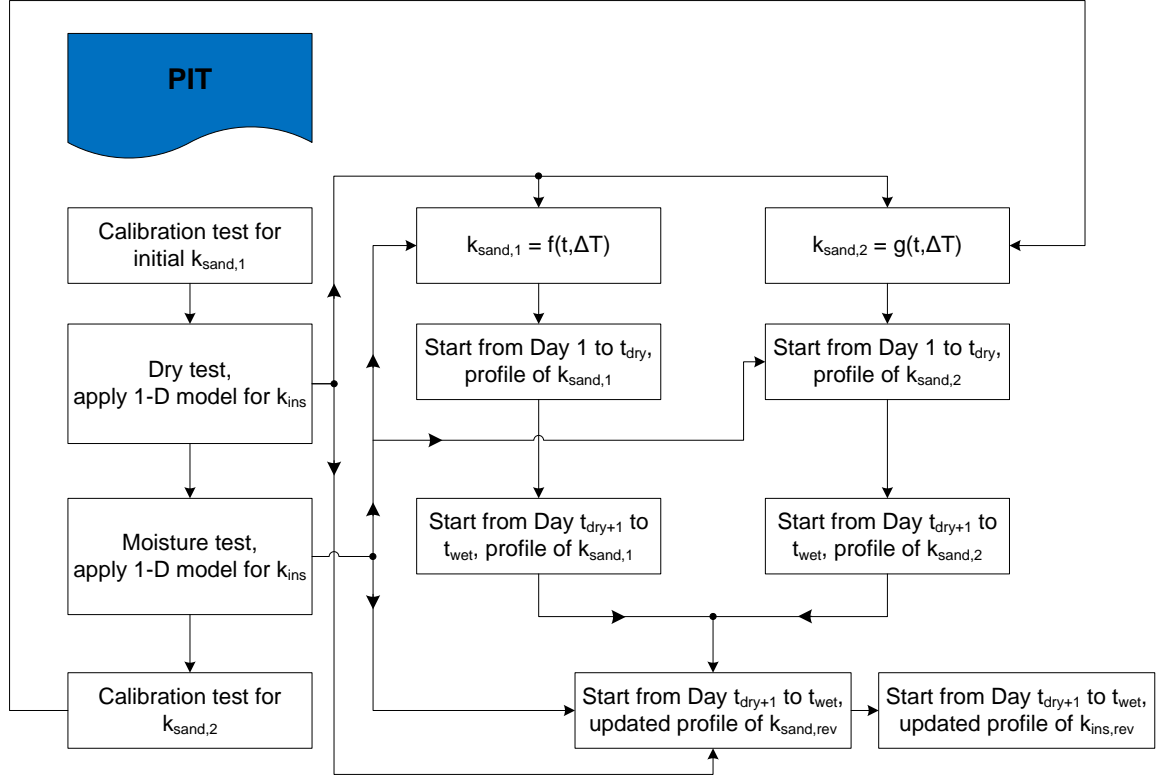 PIT
Calibration test for
initial k_sand,1
Dry test,
apply 1-D model for k_ins
Moisture test,
apply 1-D model for k_ins
Calibration test for
k_sand,2
k_sand,1 = f(t,ΔT)
Start from Day 1 to t_dry,
profile of k_sand,1
Start from Day t_dry+1 to
t_wet, profile of k_sand,1
k_sand,2 = g(t,ΔT)
Start from Day 1 to t_dry,
profile of k_sand,2
Start from Day t_dry+1 to
t_wet, profile of k_sand,2
Start from Day t_dry+1 to t_wet,
updated profile of k_sand,rev
Start from Day t_dry+1 to t_wet,
updated profile of k_ins,rev